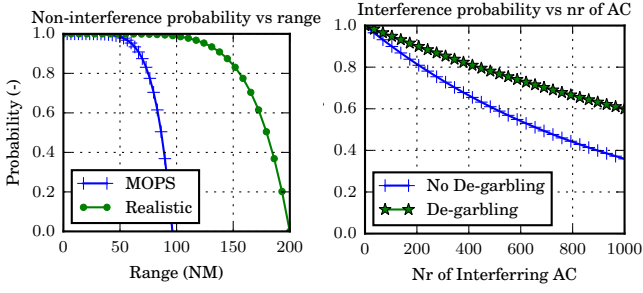 Non-interference probability vs range
1.0
0.8
0.6
0.4
0.2
0.0
Probability (-)
MOPS
Realistic
0 50 100 150 200
Range (NM)
Interference probability vs nr of AC
1.0
0.8
0.6
0.4
0.2
0.0
No De-garbling
De-garbling
0 200 400 600 800 1000
Nr of Interferring AC